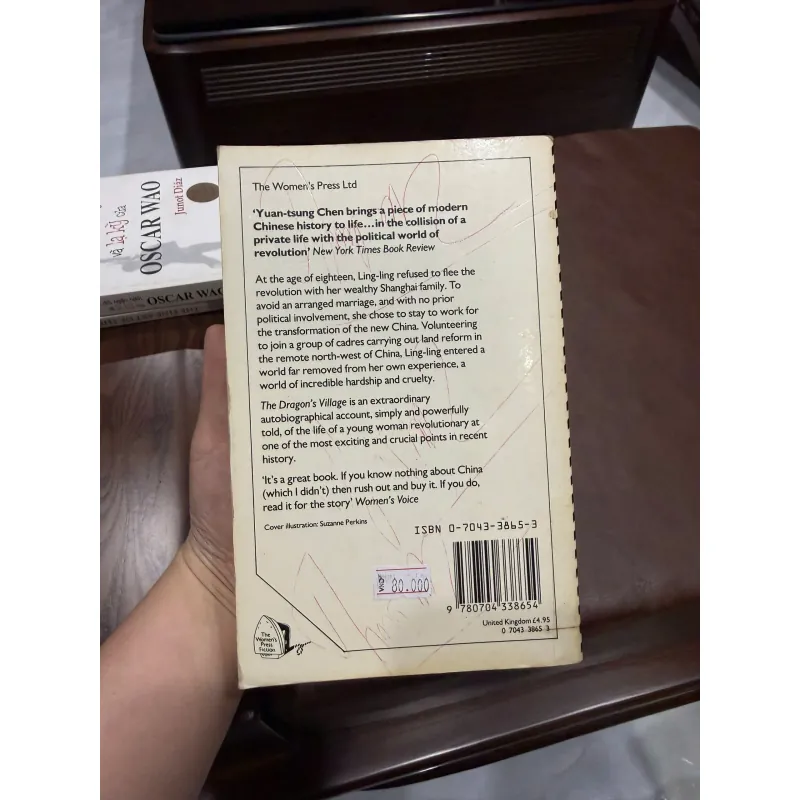 The Women's Press Ltd
'Yuan-tsung Chen brings a piece of modern
Chinese history to life...in the collision of a
private life with the political world of
revolution' New York Times Book Review
At the age of eighteen, Ling-ling refused to flee the
revolution with her wealthy Shanghai family. To
avoid an arranged marriage, and with no prior
political involvement, she chose to stay to work for
the transformation of the new China. Volunteering
to join a group of cadres carrying out land reform in
the remote north-west of China, Ling-ling entered a
world far removed from her own experience, a
world of incredible hardship and cruelty.
The Dragon's Village is an extraordinary
autobiographical account, simply and powerfully
told, of the life of a young woman revolutionary at
one of the most exciting and crucial points in recent
history.
'It's a great book. If you know nothing about China
(which I didn't) then rush out and buy it. If you do,
read it for the story' Women's Voice
Cover illustration: Suzanne Perkins
ISBN 0-7043-3865-3
80.000
9 780704 338654
United Kingdom £4.95
0 7043 3865 3
The
Women's
Press
Fiction
OSCAR WAO
Junot Díaz
OSCAR WAO